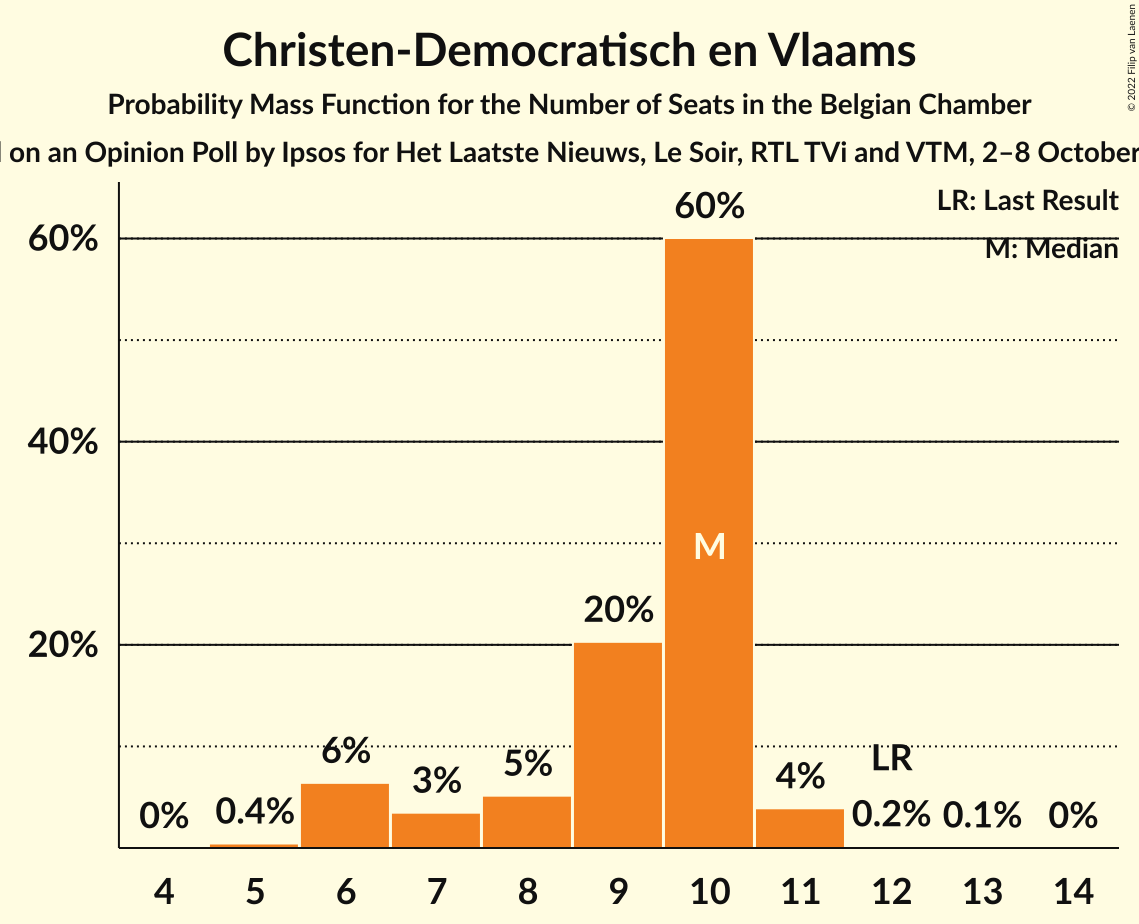 Christen-Democratisch en Vlaams
Probability Mass Function for the Number of Seats in the Belgian Chamber
on an Opinion Poll by Ipsos for Het Laatste Nieuws, Le Soir, RTL TVi and VTM, 2–8 October
© 2022 Filip van Laenen
LR: Last Result
M: Median
60%
40%
20%
0%
0.4%
6%
3%
5%
20%
60%
M
4%
LR
0.2%
0.1%
0%
4 5 6 7 8 9 10 11 12 13 14